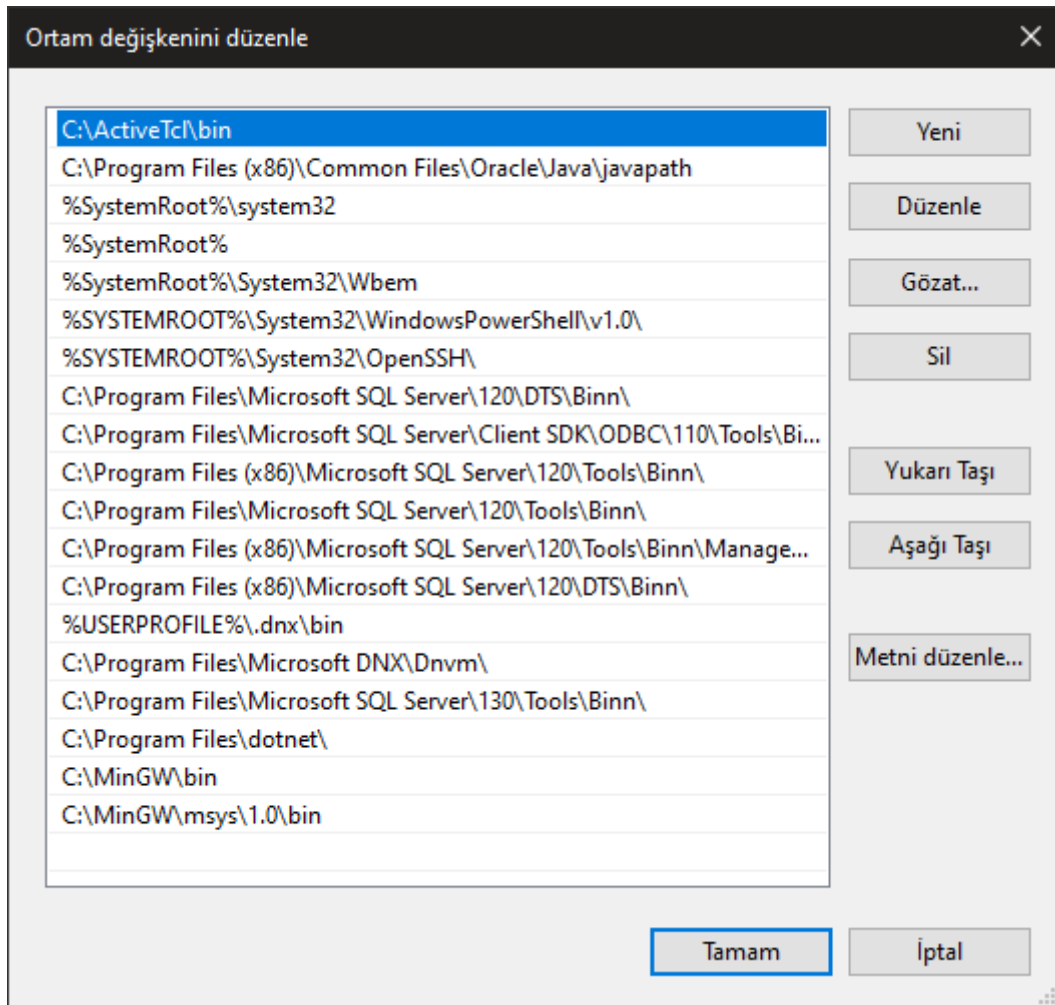 Ortam değişkenini düzenle
C:\ActiveTcl\bin
C:\Program Files (x86)\Common Files\Oracle\Java\javapath
%SystemRoot%\system32
%SystemRoot%
%SystemRoot%\System32\Wbem
%SYSTEMROOT%\System32\WindowsPowerShell\v1.0\
%SYSTEMROOT%\System32\OpenSSH\
C:\Program Files\Microsoft SQL Server\120\DTS\Binn\
C:\Program Files\Microsoft SQL Server\Client SDK\ODBC\110\Tools\Bi...
C:\Program Files (x86)\Microsoft SQL Server\120\Tools\Binn\
C:\Program Files\Microsoft SQL Server\120\Tools\Binn\
C:\Program Files (x86)\Microsoft SQL Server\120\Tools\Binn\Manage...
C:\Program Files (x86)\Microsoft SQL Server\120\DTS\Binn\
%USERPROFILE%\.dnx\bin
C:\Program Files\Microsoft DNX\Dnvm\
C:\Program Files\Microsoft SQL Server\130\Tools\Binn\
C:\Program Files\dotnet\
C:\MinGW\bin
C:\MinGW\msys\1.0\bin
Yeni
Düzenle
Gözat...
Sil
Yukarı Taşı
Aşağı Taşı
Metni düzenle...
Tamam
İptal